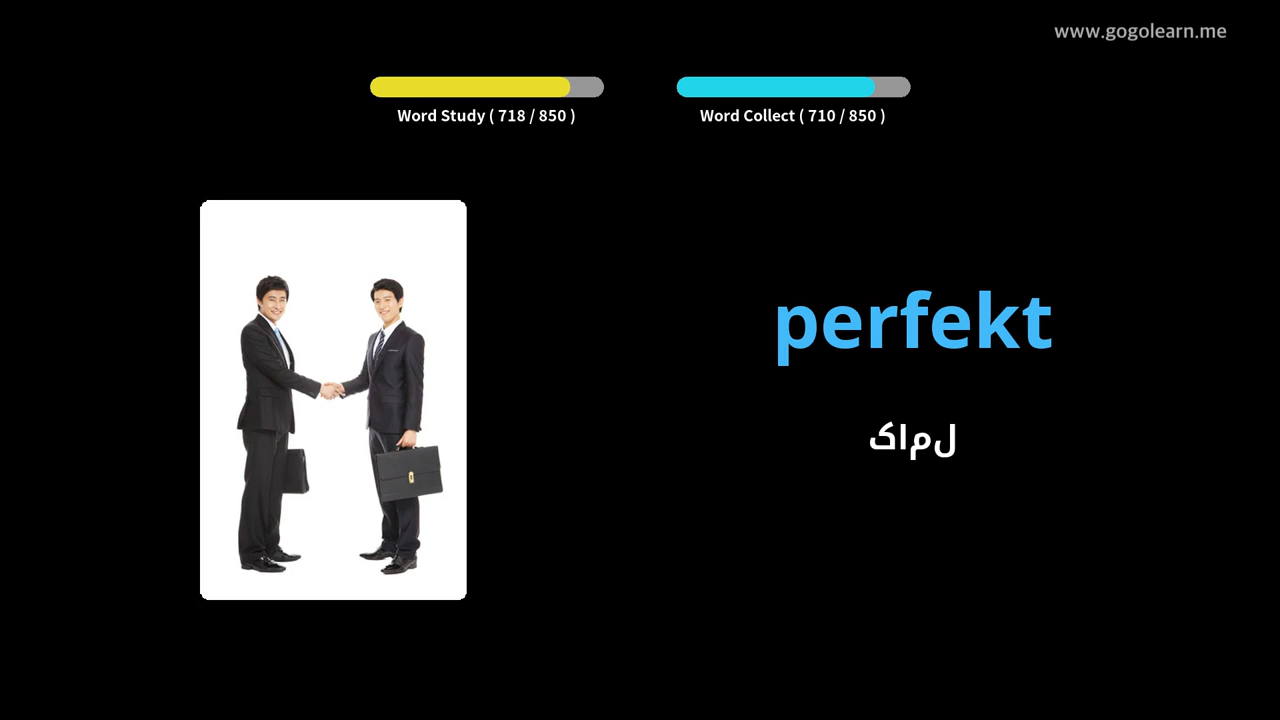 www.gogolearn.me
Word Study ( 718 / 850 )
Word Collect ( 710 / 850 )
perfekt
کامل